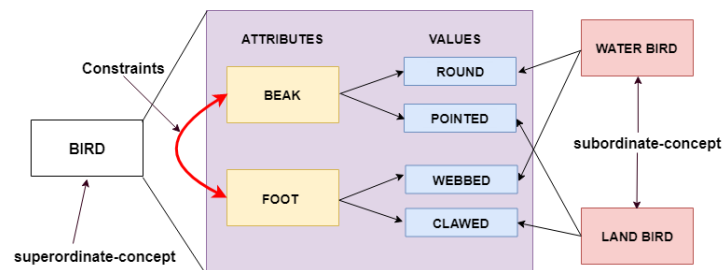 ATTRIBUTES
VALUES
Constraints
BEAK
ROUND
POINTED
WATER BIRD
BIRD
subordinate-concept
FOOT
WEBBED
CLAWED
LAND BIRD
superordinate-concept